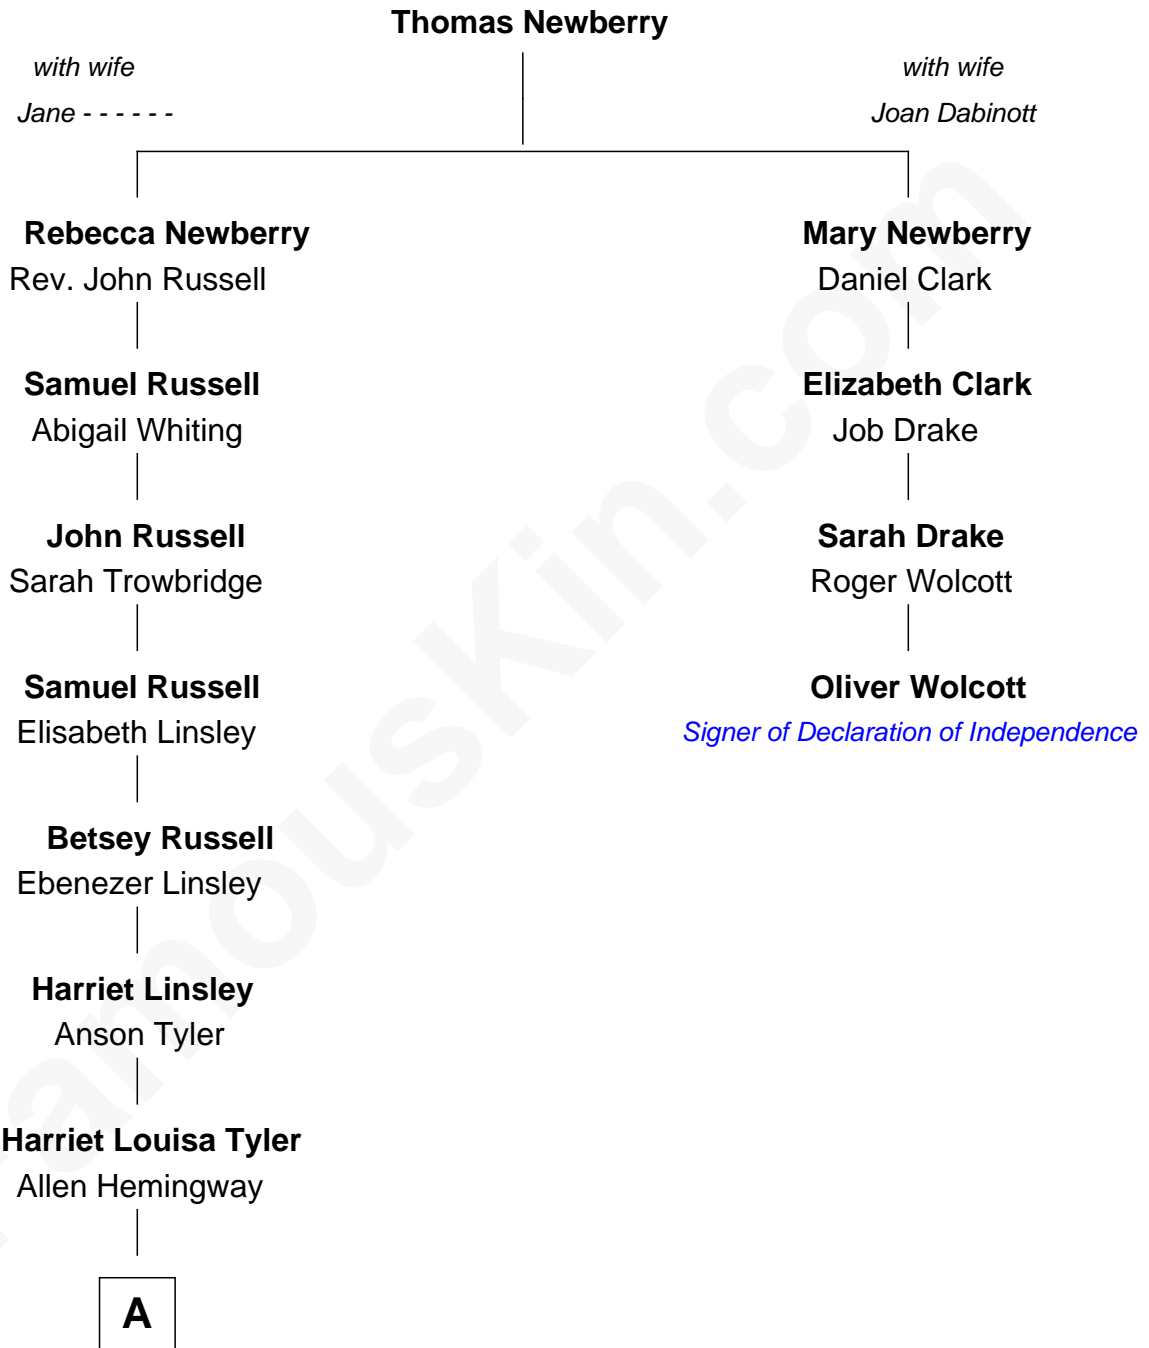 Thomas Newberry
with wife
Jane - - - - - -
with wife
Joan Dabinott
Rebecca Newberry
Rev. John Russell
Mary Newberry
Daniel Clark
Samuel Russell
Abigail Whiting
Elizabeth Clark
Job Drake
John Russell
Sarah Trowbridge
Sarah Drake
Roger Wolcott
Samuel Russell
Elisabeth Linsley
Oliver Wolcott
Signer of Declaration of Independence
Betsey Russell
Ebenezer Linsley
Harriet Linsley
Anson Tyler
Harriet Louisa Tyler
Allen Hemingway
A
FamousKin.com